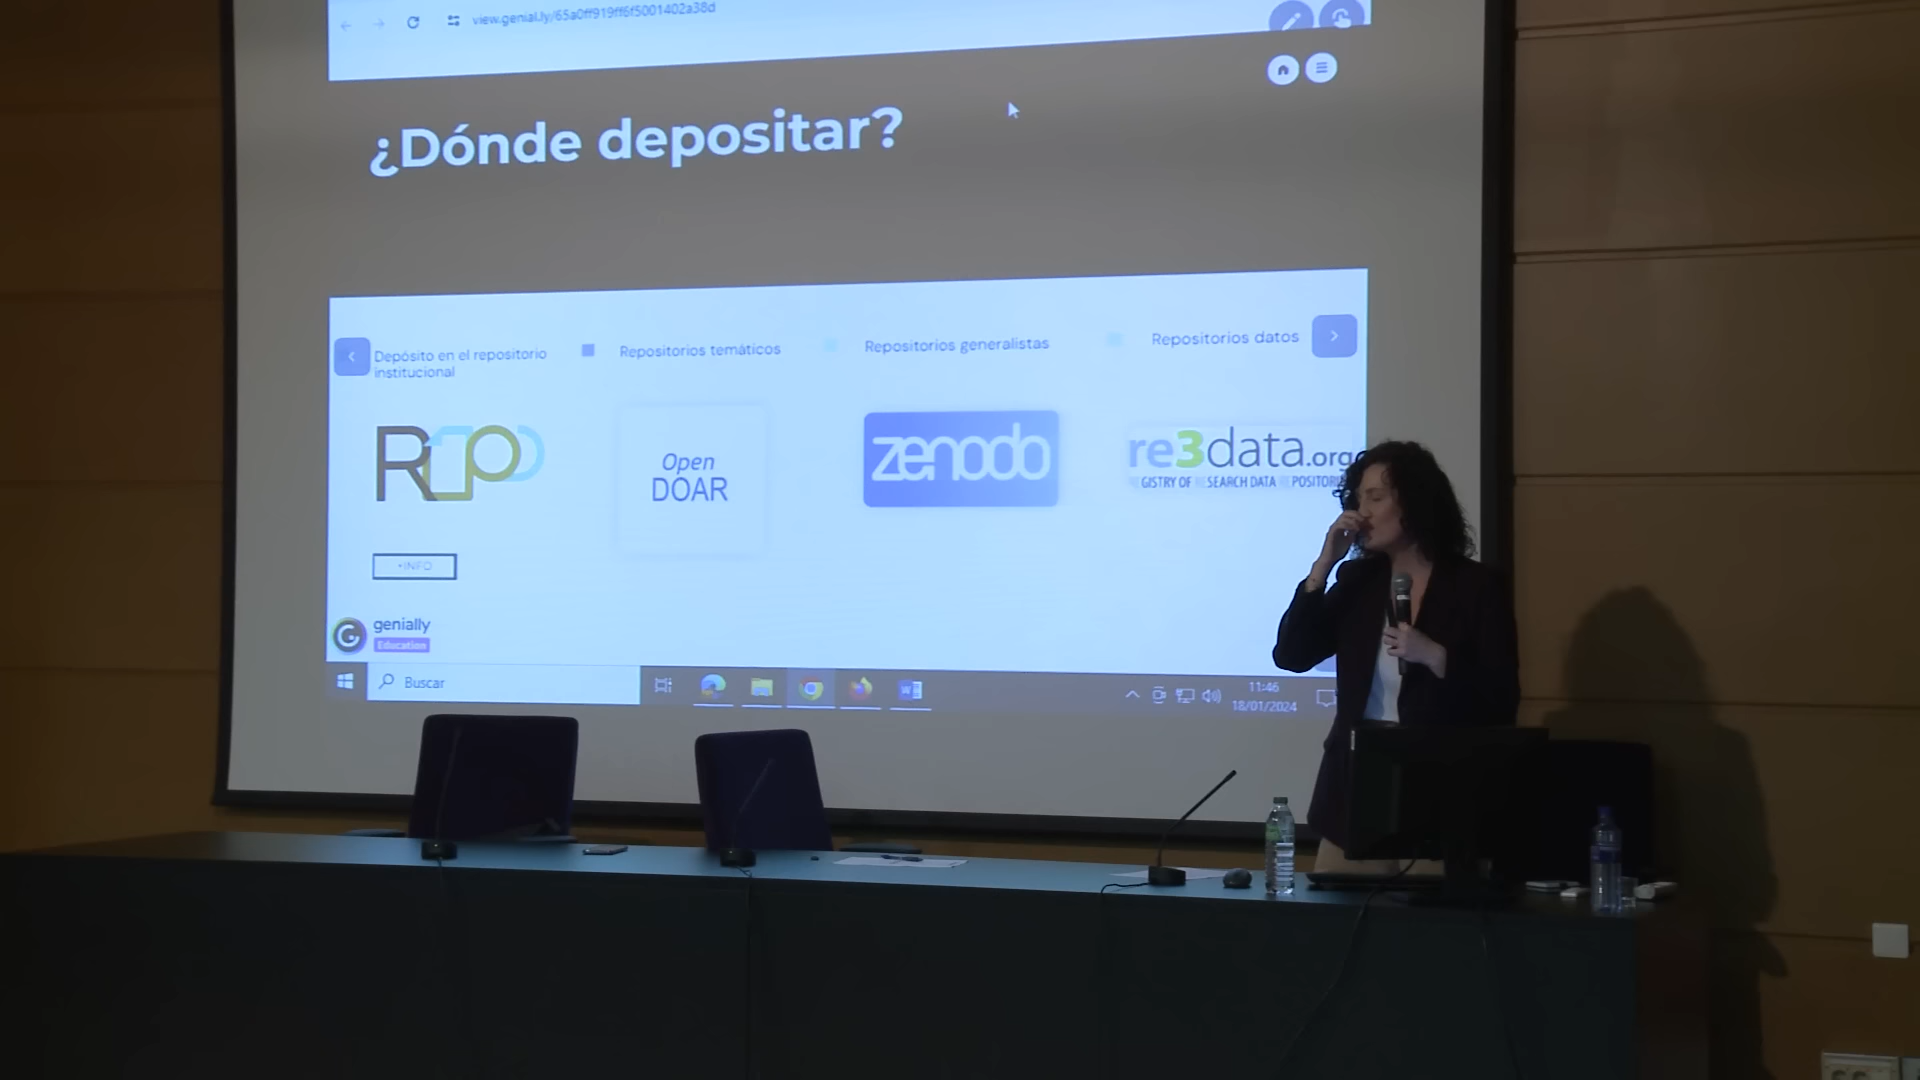 view.genial.ly/65a0ff919ff6f5001402a38d
¿Dónde depositar?
Depósito en el repositorio
institucional
Repositorios temáticos
Repositorios generalistas
Repositorios datos
Open
DOAR
zenodo
re3data.org
+INFO
genially
Education
Buscar
11:46
18/01/2024